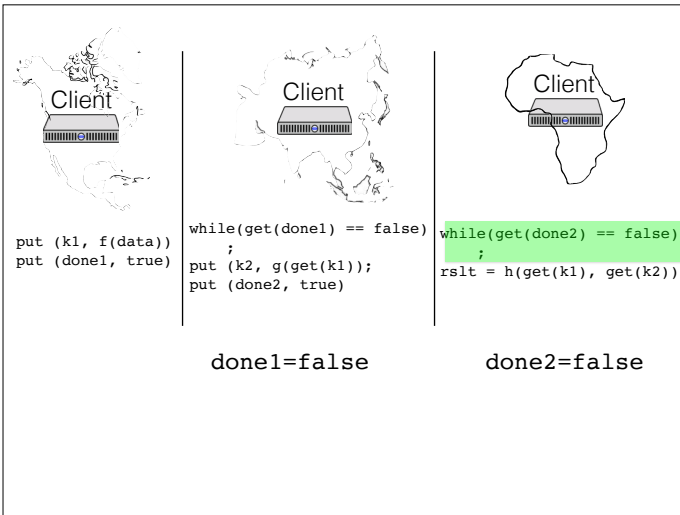 Client
Client
Client
put (k1, f(data))
put (done1, true)
while(get(done1) == false)
;
put (k2, g(get(k1));
put (done2, true)
while(get(done2) == false)
;
rslt = h(get(k1), get(k2))
done1=false
done2=false